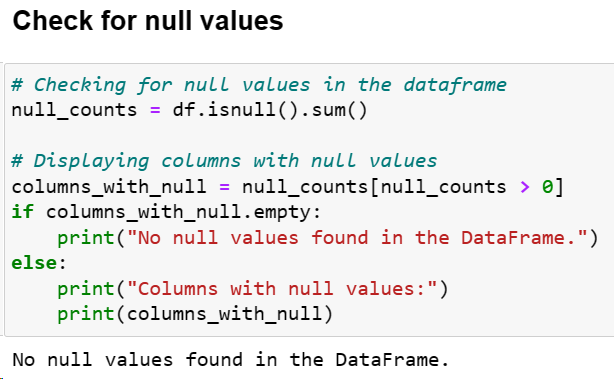 Check for null values
# Checking for null values in the dataframe
null_counts = df.isnull().sum()
# Displaying columns with null values
columns_with_null = null_counts[null_counts > 0]
if columns_with_null.empty:
    print("No null values found in the DataFrame.")
else:
    print("Columns with null values:")
    print(columns_with_null)
No null values found in the DataFrame.